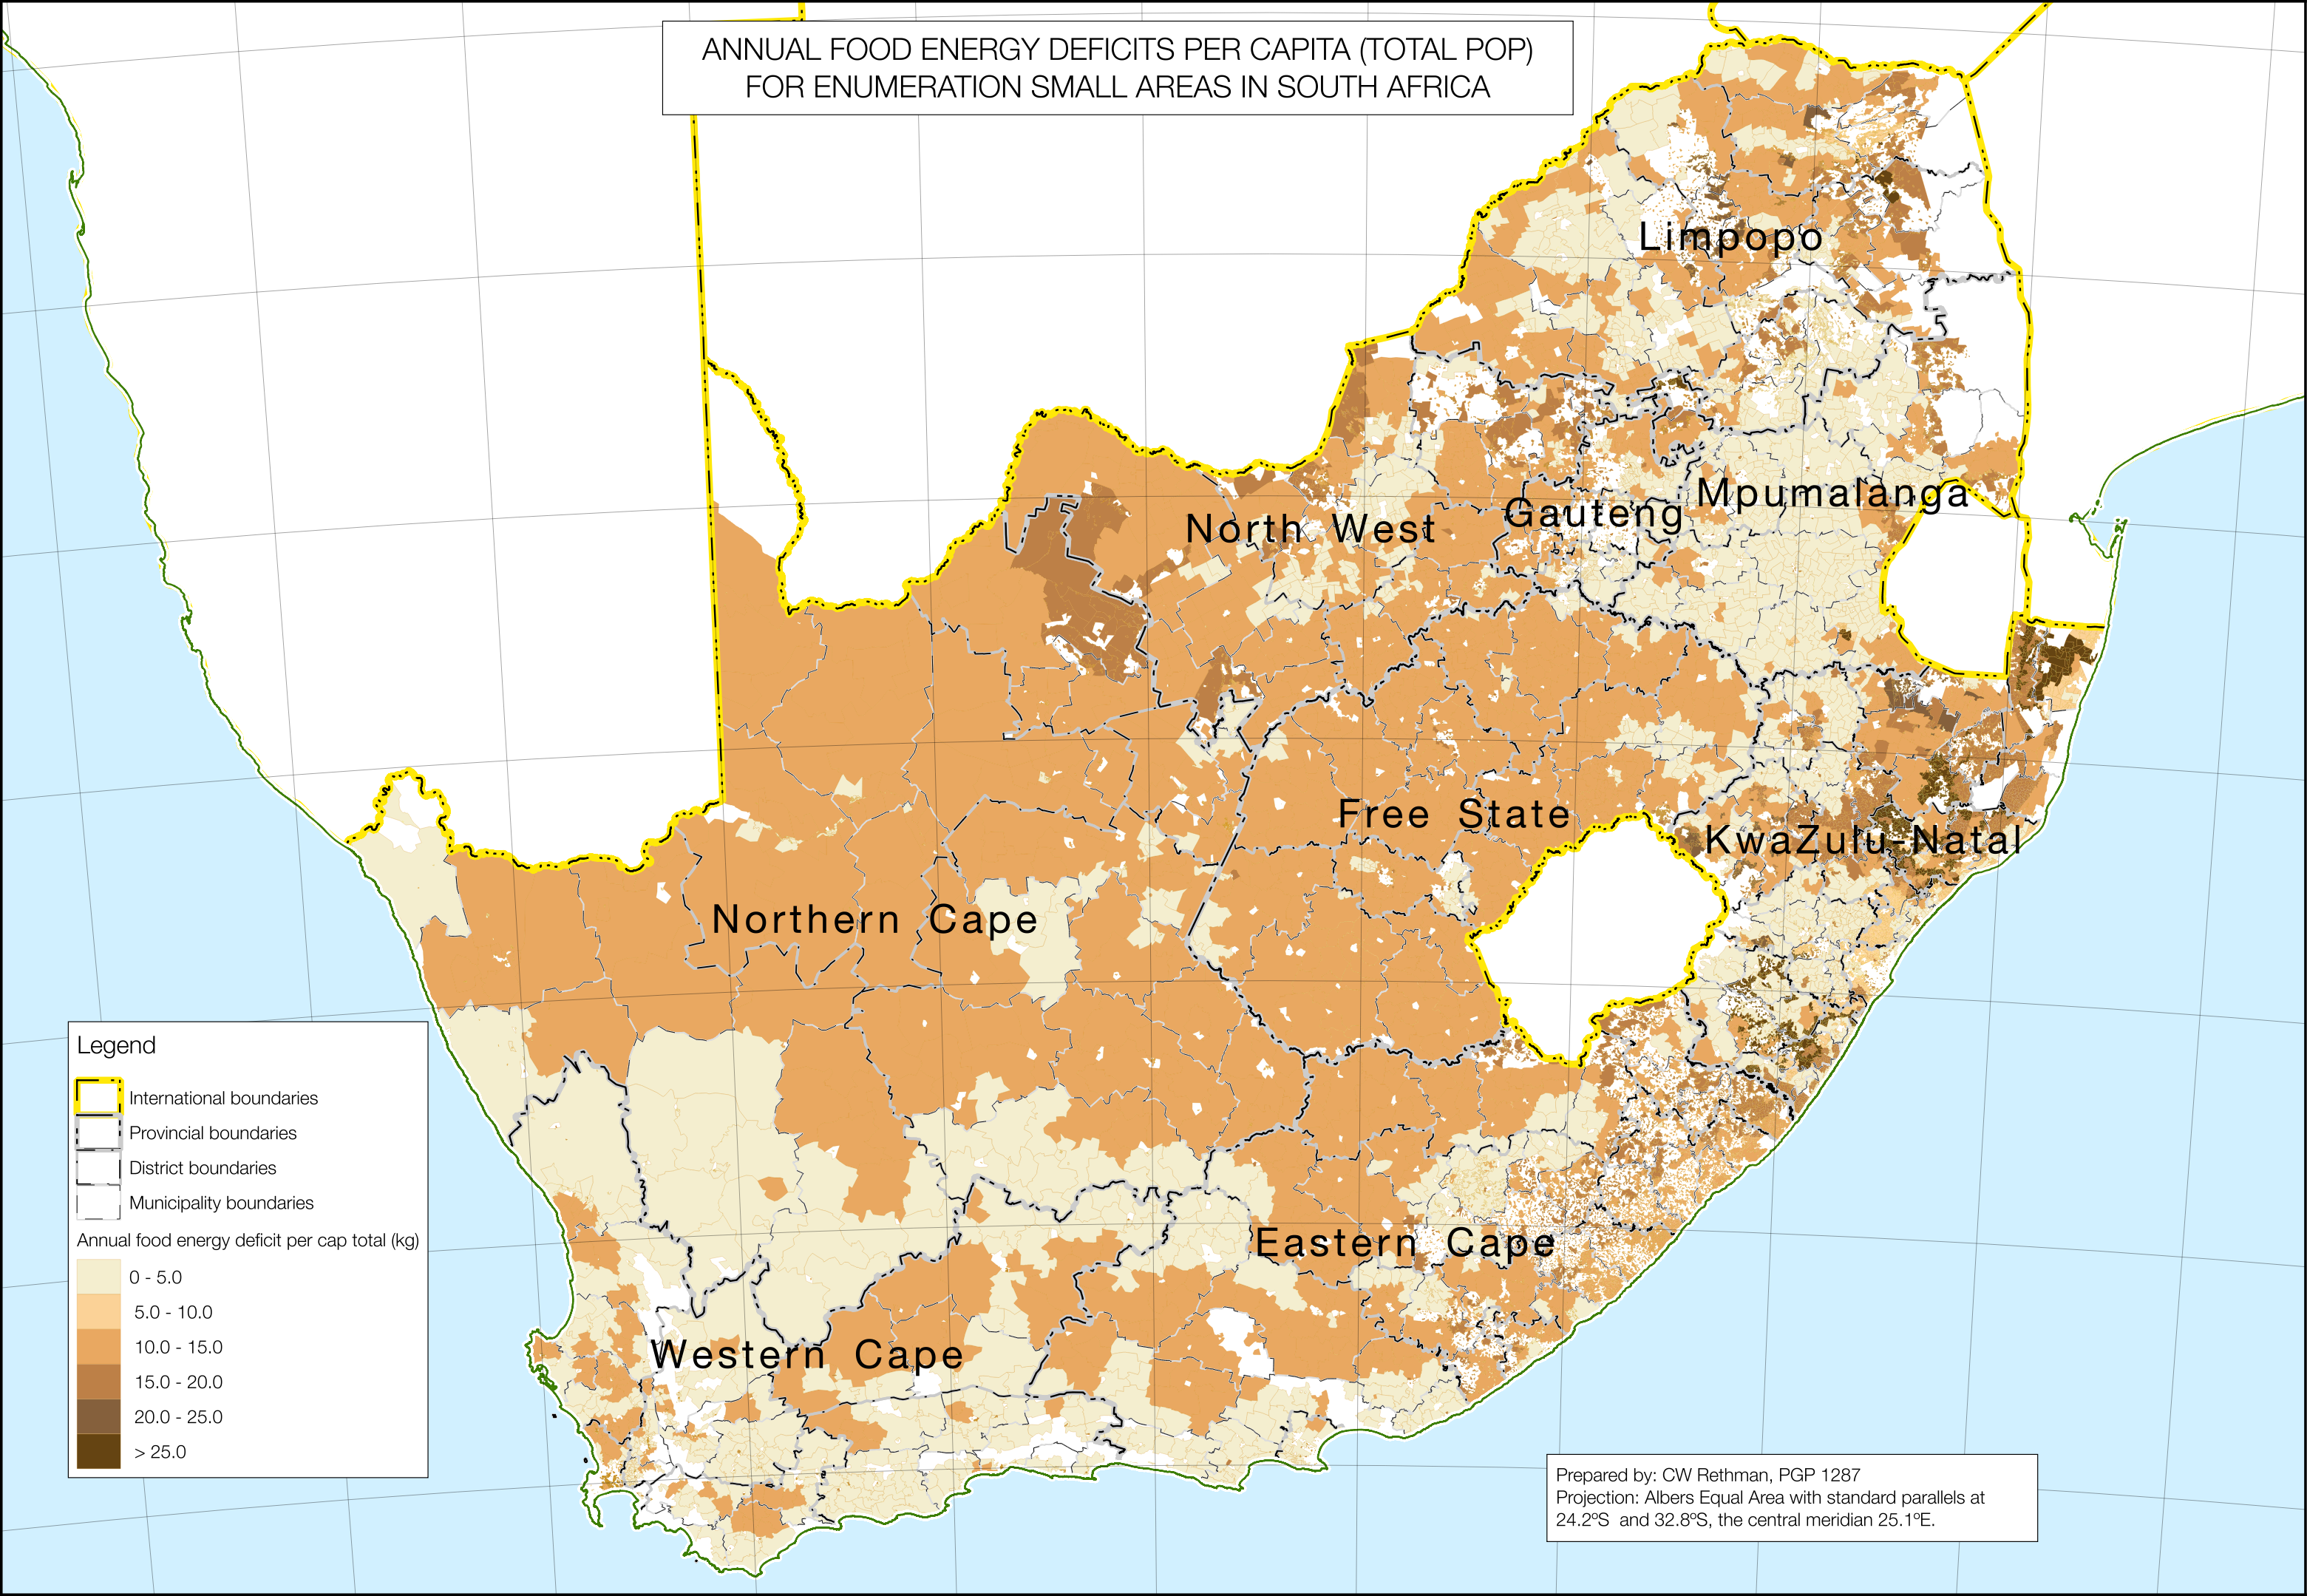 ANNUAL FOOD ENERGY DEFICITS PER CAPITA (TOTAL POP)
FOR ENUMERATION SMALL AREAS IN SOUTH AFRICA
Limpopo
Mpumalanga
Gauteng
North West
Free State
KwaZulu-Natal
Northern Cape
Eastern Cape
Western Cape
Legend
International boundaries
Provincial boundaries
District boundaries
Municipality boundaries
Annual food energy deficit per cap total (kg)
0 - 5.0
5.0 - 10.0
10.0 - 15.0
15.0 - 20.0
20.0 - 25.0
> 25.0
Prepared by: CW Rethman, PGP 1287
Projection: Albers Equal Area with standard parallels at
24.2ºS and 32.8ºS, the central meridian 25.1ºE.